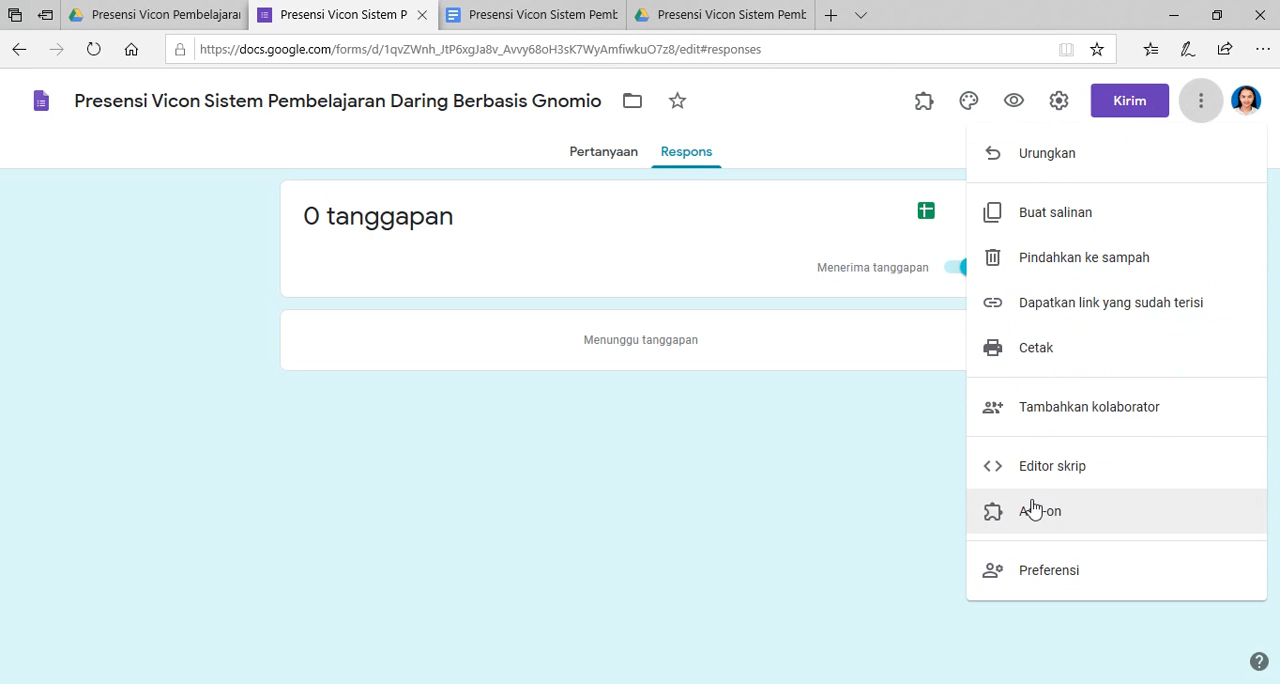 Presensi Vicon Pembelajaran
Presensi Vicon Sistem P
Presensi Vicon Sistem Pemb
Presensi Vicon Sistem Pemb
https://docs.google.com/forms/d/1qvZWnh_JtP6xgJa8v_Avvy68oH3sK7WyAmfiwkuO7z8/edit#responses
Presensi Vicon Sistem Pembelajaran Daring Berbasis Gnomio
Kirim
Pertanyaan
Respons
0 tanggapan
Menerima tanggapan
Menunggu tanggapan
Urungkan
Buat salinan
Pindahkan ke sampah
Dapatkan link yang sudah terisi
Cetak
Tambahkan kolaborator
Editor skrip
Add-on
Preferensi